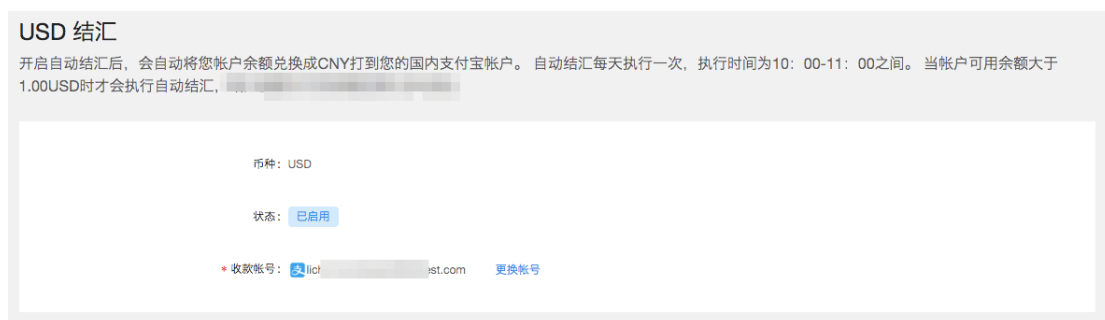 USD 结汇
开启自动结汇后，会自动将您帐户余额兑换成CNY打到您的国内支付宝帐户。 自动结汇每天执行一次，执行时间为10：00-11：00之间。 当帐户可用余额大于
1.00USD时才会执行自动结汇，
币种：USD
状态：已启用
* 收款帐号：支 lich st.com 更换帐号